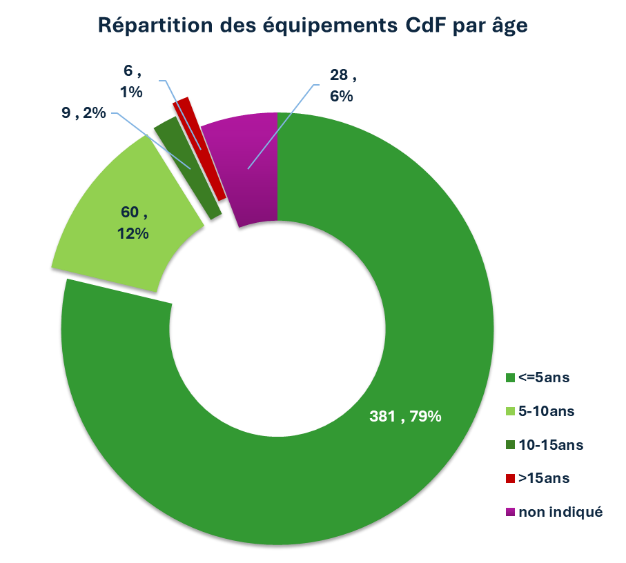 Répartition des équipements CdF par âge
6 ,
1%
28 ,
6%
9 , 2%
60 ,
12%
381 , 79%
<=5ans
5-10ans
10-15ans
>15ans
non indiqué